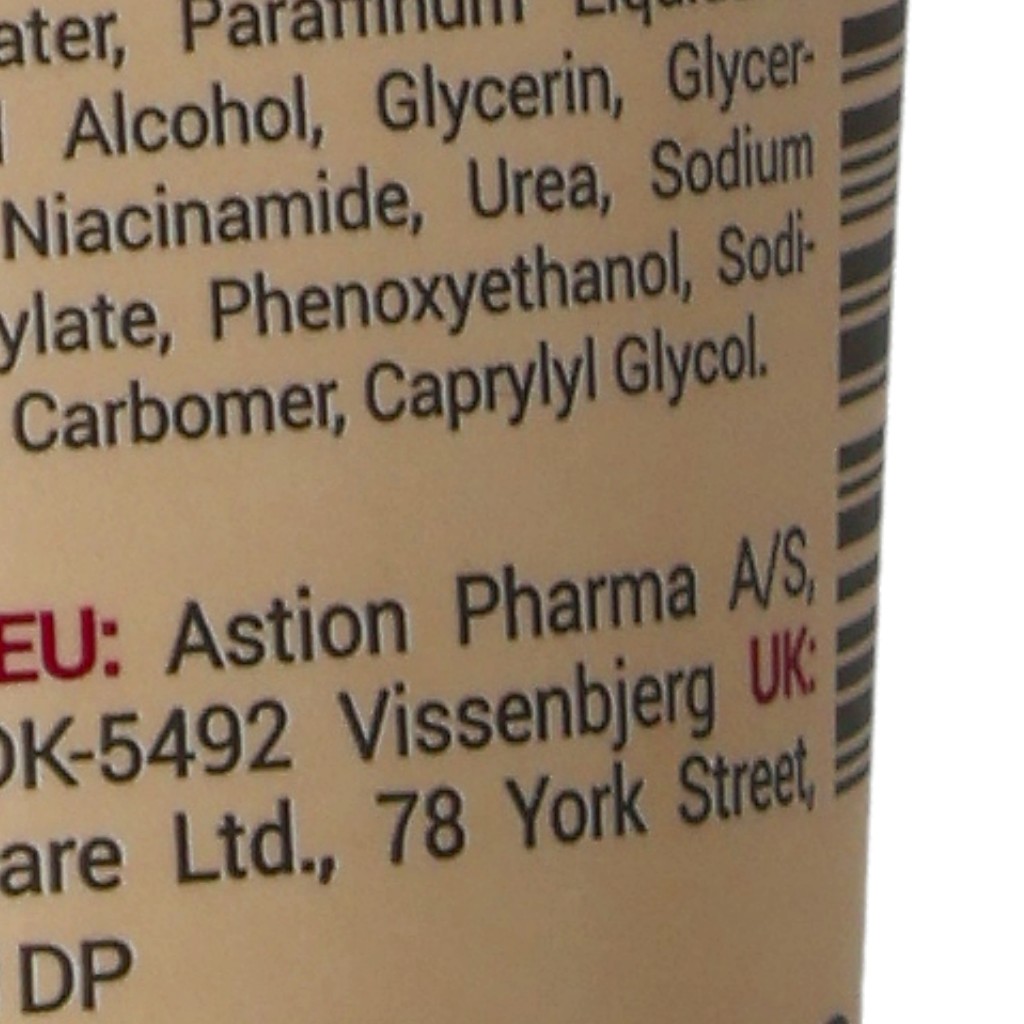 ater, Paraffinum
Alcohol, Glycerin, Glycer-
Niacinamide, Urea, Sodium
ylate, Phenoxyethanol, Sodi-
Carbomer, Caprylyl Glycol.
EU: Astion Pharma A/S,
DK-5492 Vissenbjerg UK:
are Ltd., 78 York Street,
DP